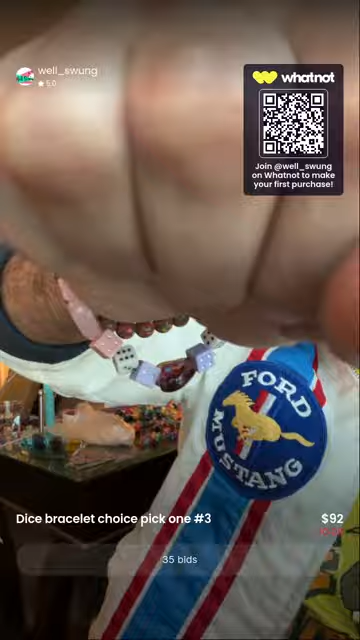 well_swung
★ 5.0
whatnot
Join @well_swung
on Whatnot to make
your first purchase!
FORD
MUSTANG
Dice bracelet choice pick one #3
$92
35 bids